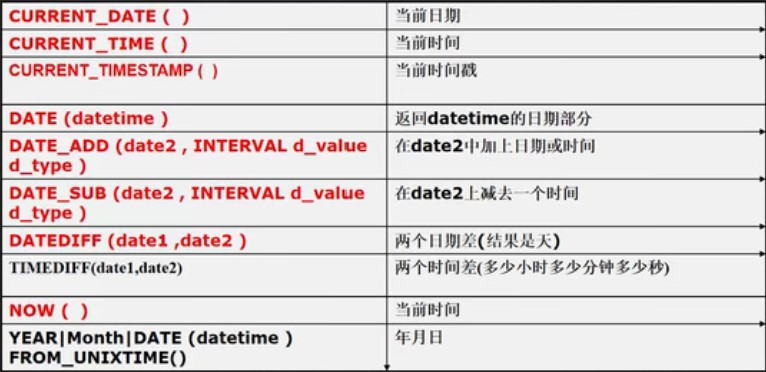 CURRENT_DATE (  )
当前日期
CURRENT_TIME (  )
当前时间
CURRENT_TIMESTAMP (  )
当前时间戳
DATE (datetime )
返回datetime的日期部分
DATE_ADD (date2 , INTERVAL d_value
d_type )
在date2中加上日期或时间
DATE_SUB (date2 , INTERVAL d_value
d_type )
在date2上减去一个时间
DATEDIFF (date1 ,date2 )
两个日期差(结果是天)
TIMEDIFF(date1,date2)
两个时间差(多少小时多少分钟多少秒)
NOW (  )
当前时间
YEAR|Month|DATE (datetime )
FROM_UNIXTIME()
年月日